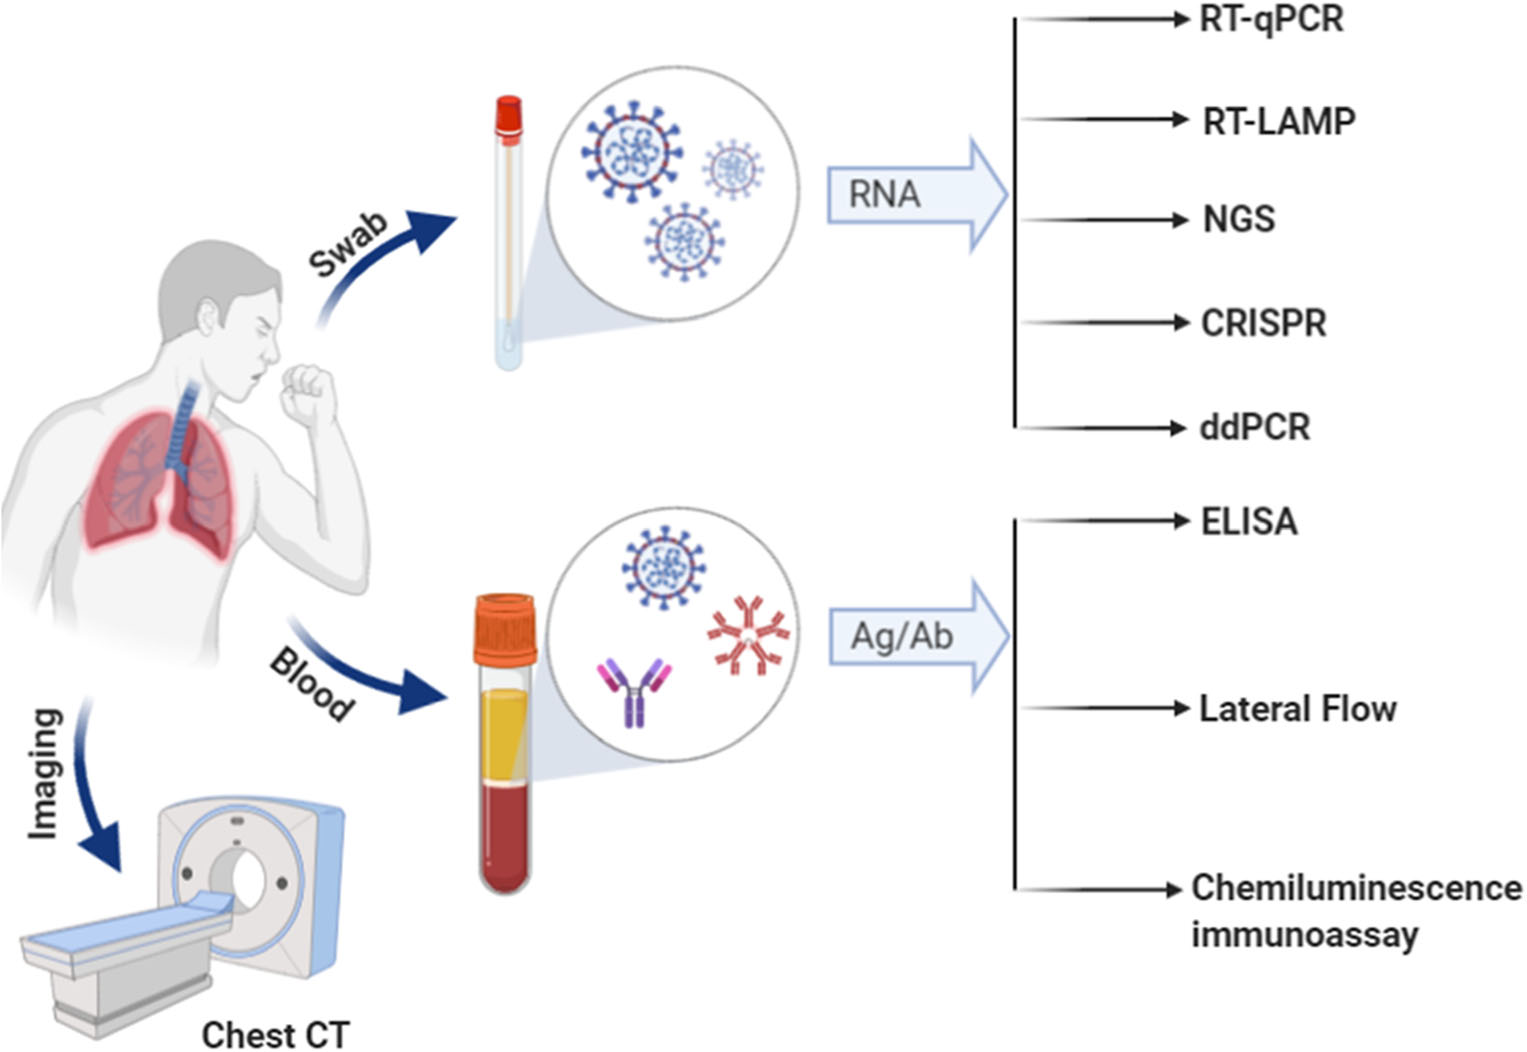 RT-qPCR
RT-LAMP
RNA
NGS
Swab
CRISPR
ddPCR
ELISA
Ag/Ab
Blood
Lateral Flow
Imaging
Chemiluminescence
immunoassay
Chest CT